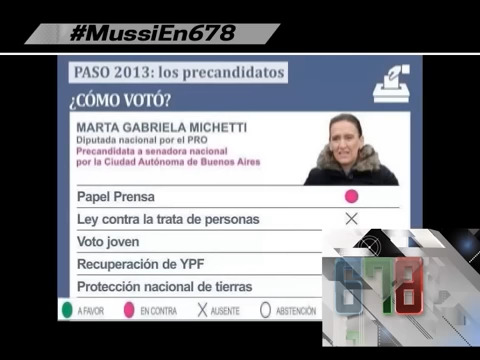 #MussiEn678
PASO 2013: los precandidatos
¿CÓMO VOTÓ?
MARTA GABRIELA MICHETTI
Diputada nacional por el PRO
Precandidata a senadora nacional
por la Ciudad Autónoma de Buenos Aires
Papel Prensa
Ley contra la trata de personas
Voto joven
Recuperación de YPF
Protección nacional de tierras
A FAVOR EN CONTRA AUSENTE ABSTENCIÓN
678